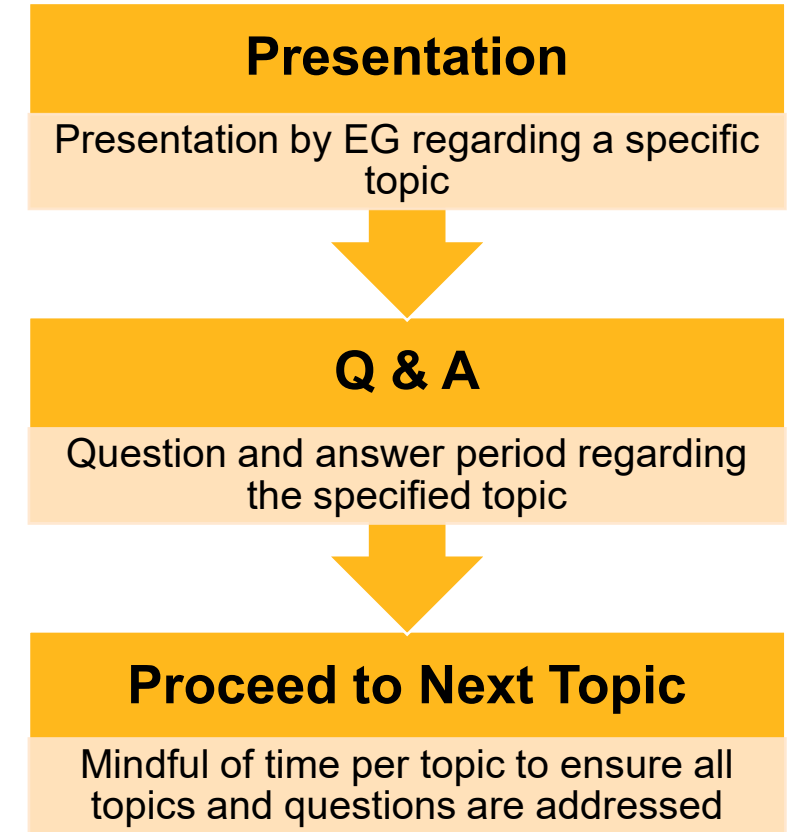 Presentation
Presentation by EG regarding a specific
topic
Q & A
Question and answer period regarding
the specified topic
Proceed to Next Topic
Mindful of time per topic to ensure all
topics and questions are addressed